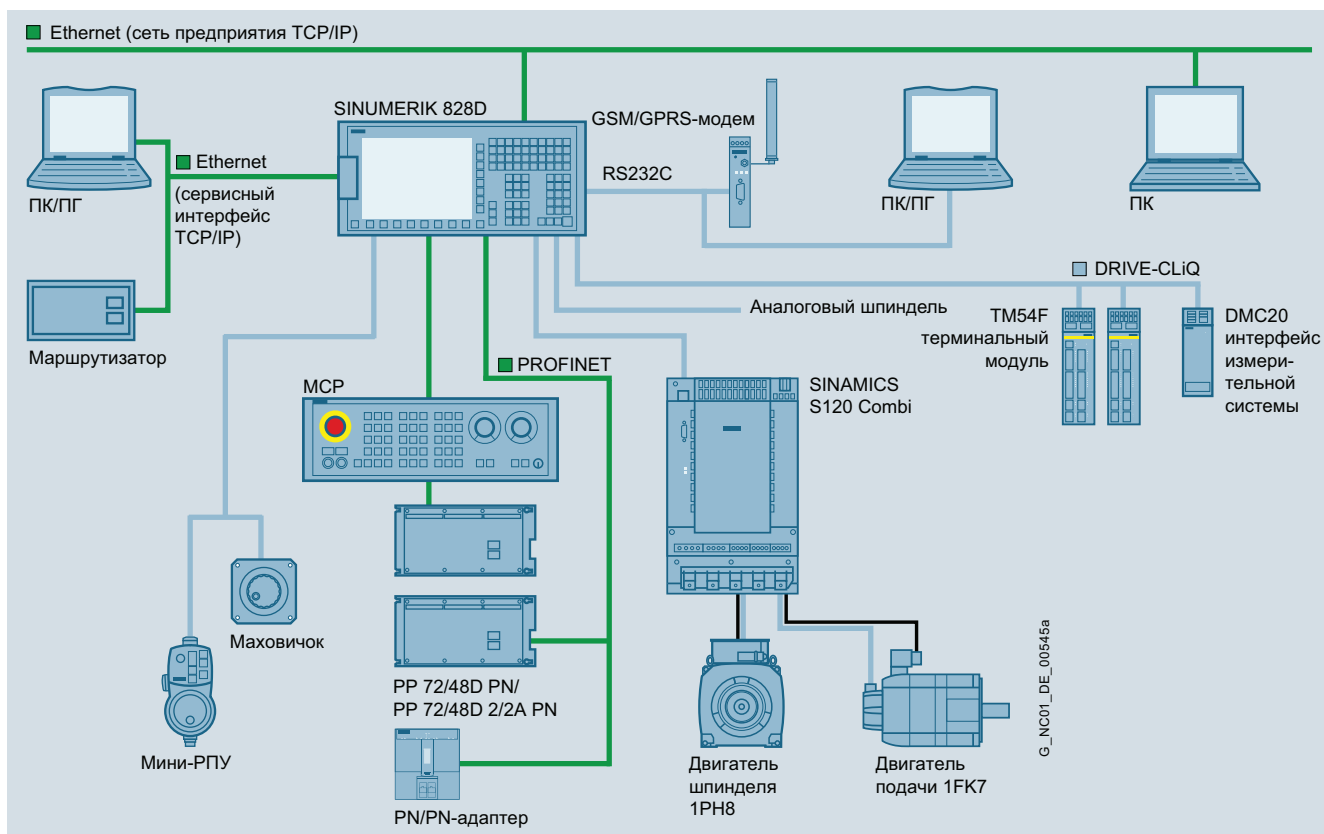 Ethernet (сеть предприятия TCP/IP)
SINUMERIK 828D
GSM/GPRS-модем
Ethernet
(сервисный
интерфейс
TCP/IP)
RS232C
ПК/ПГ
ПК/ПГ
ПК
DRIVE-CLiQ
Маршрутизатор
Аналоговый шпиндель
TM54F
терминальный
модуль
DMC20
интерфейс
измери-
тельной
системы
PROFINET
MCP
SINAMICS
S120 Combi
Маховичок
Мини-РПУ
PP 72/48D PN/
PP 72/48D 2/2A PN
PN/PN-адаптер
Двигатель
шпинделя
1PH8
Двигатель
подачи 1FK7
G_NC01_DE_00545a